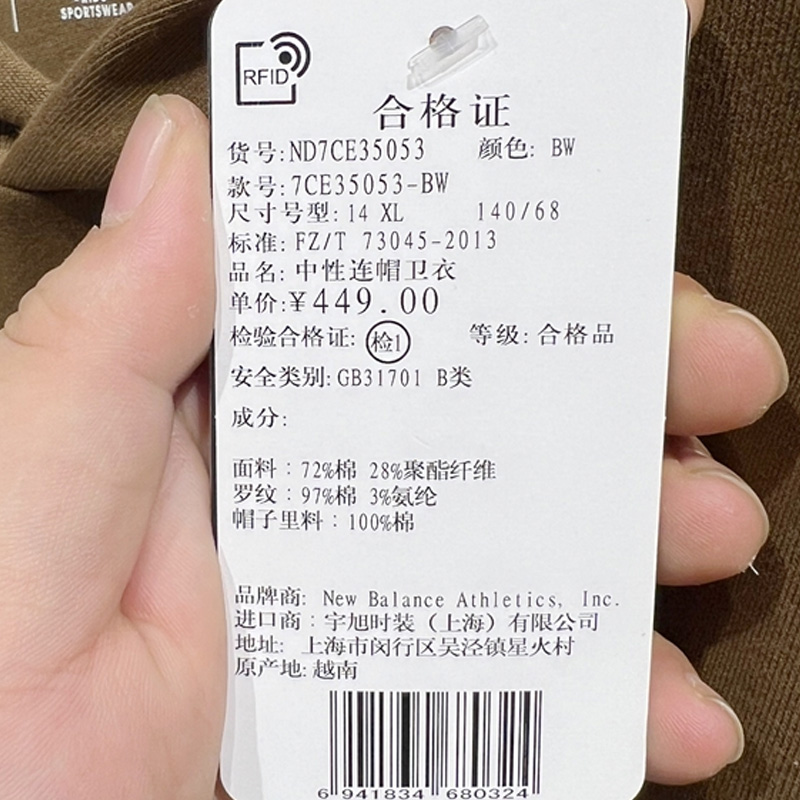 SPORTSWEAR
RFID
合格证
货号:ND7CE35053 颜色: BW
款号:7CE35053-BW
尺寸号型:14 XL 140/68
标准: FZ/T 73045-2013
品名: 中性连帽卫衣
单价:¥449.00
检验合格证: 检1 等级: 合格品
安全类别:GB31701 B类
成分:
面料：72%棉 28%聚酯纤维
罗纹：97%棉 3%氨纶
帽子里料：100%棉
品牌商: New Balance Athletics, Inc.
进口商：宇旭时装（上海）有限公司
地址: 上海市闵行区吴泾镇星火村
原产地: 越南
6 941834 680324